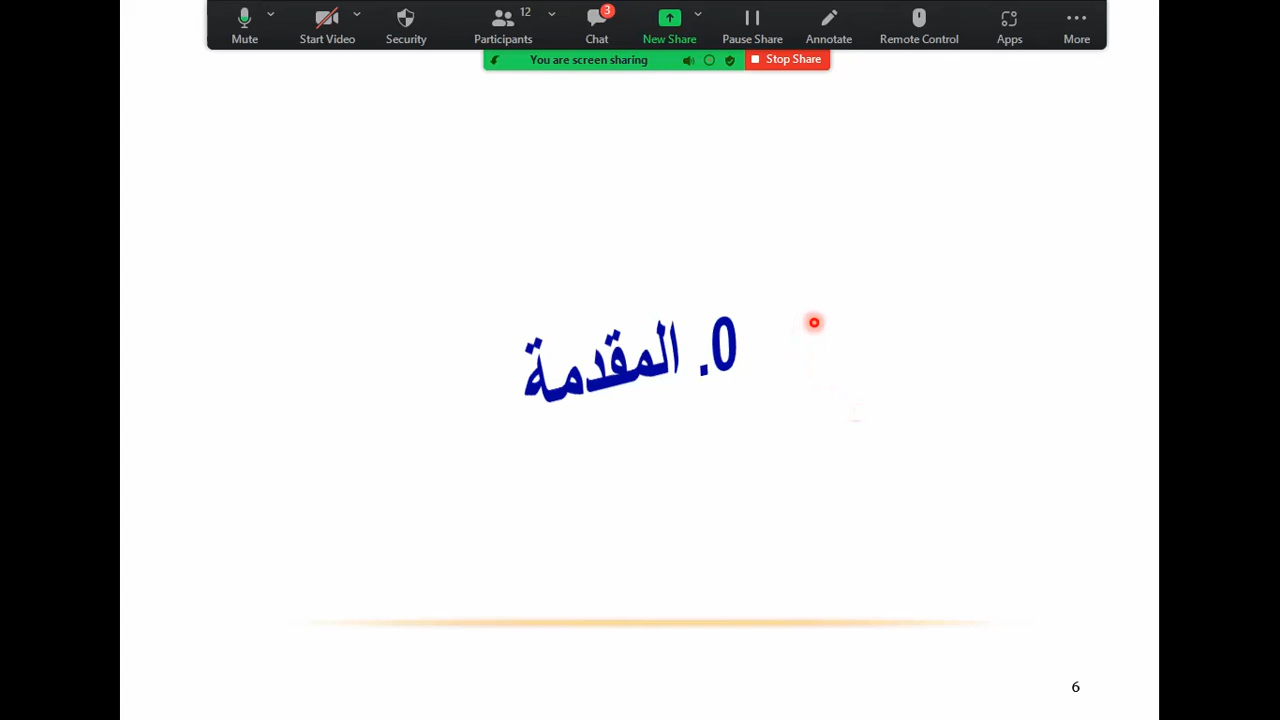 12
3
Mute
Start Video
Security
Participants
Chat
New Share
Pause Share
Annotate
Remote Control
Apps
More
You are screen sharing
Stop Share
0. المقدمة
6